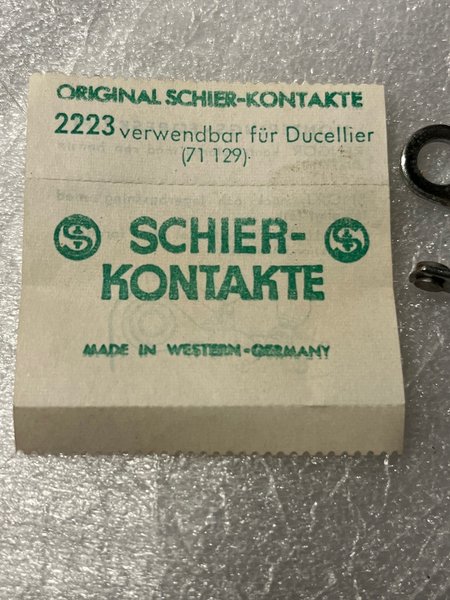 ORIGINAL SCHIER-KONTAKTE
2223 verwendbar für Ducellier
(71 129)
SCHIER-
KONTAKTE
MADE IN WESTERN-GERMANY